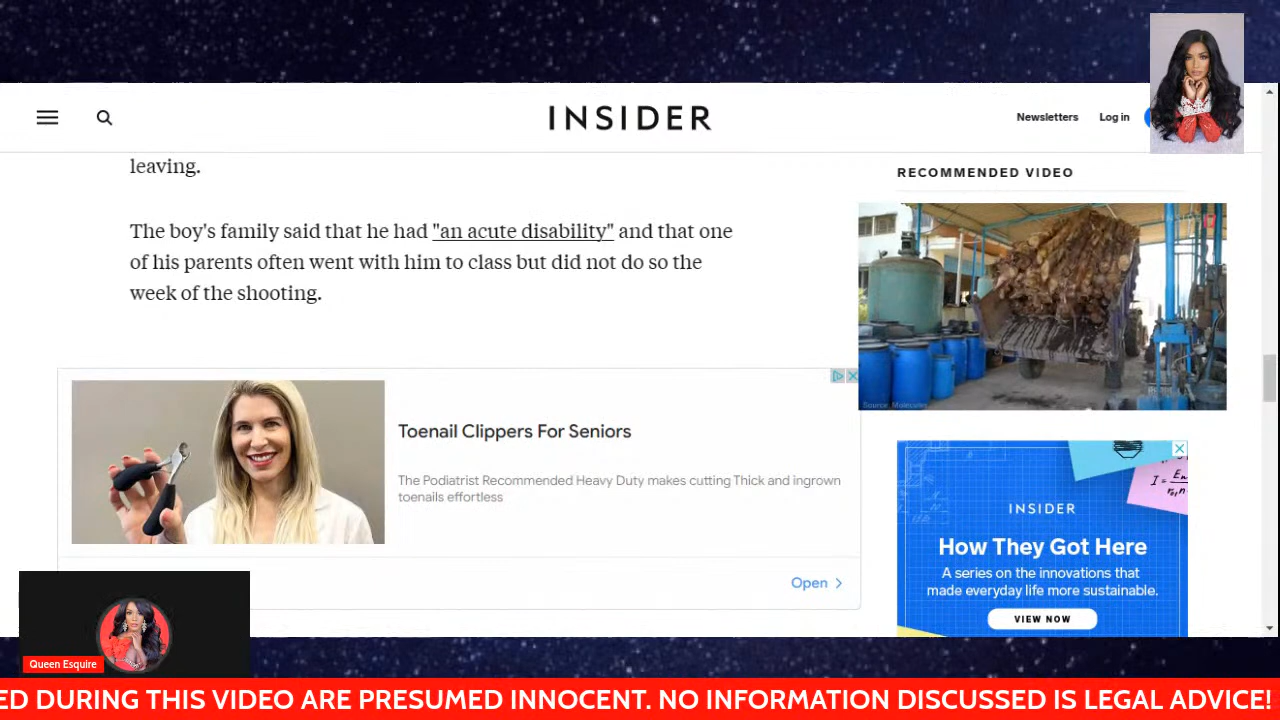 INSIDER
Newsletters
Log in
leaving.
The boy's family said that he had "an acute disability" and that one
of his parents often went with him to class but did not do so the
week of the shooting.
RECOMMENDED VIDEO
Toenail Clippers For Seniors
The Podiatrist Recommended Heavy Duty makes cutting Thick and ingrown
toenails effortless
Open
INSIDER
How They Got Here
A series on the innovations that
made everyday life more sustainable.
VIEW NOW
Queen Esquire
ED DURING THIS VIDEO ARE PRESUMED INNOCENT. NO INFORMATION DISCUSSED IS LEGAL ADVICE!